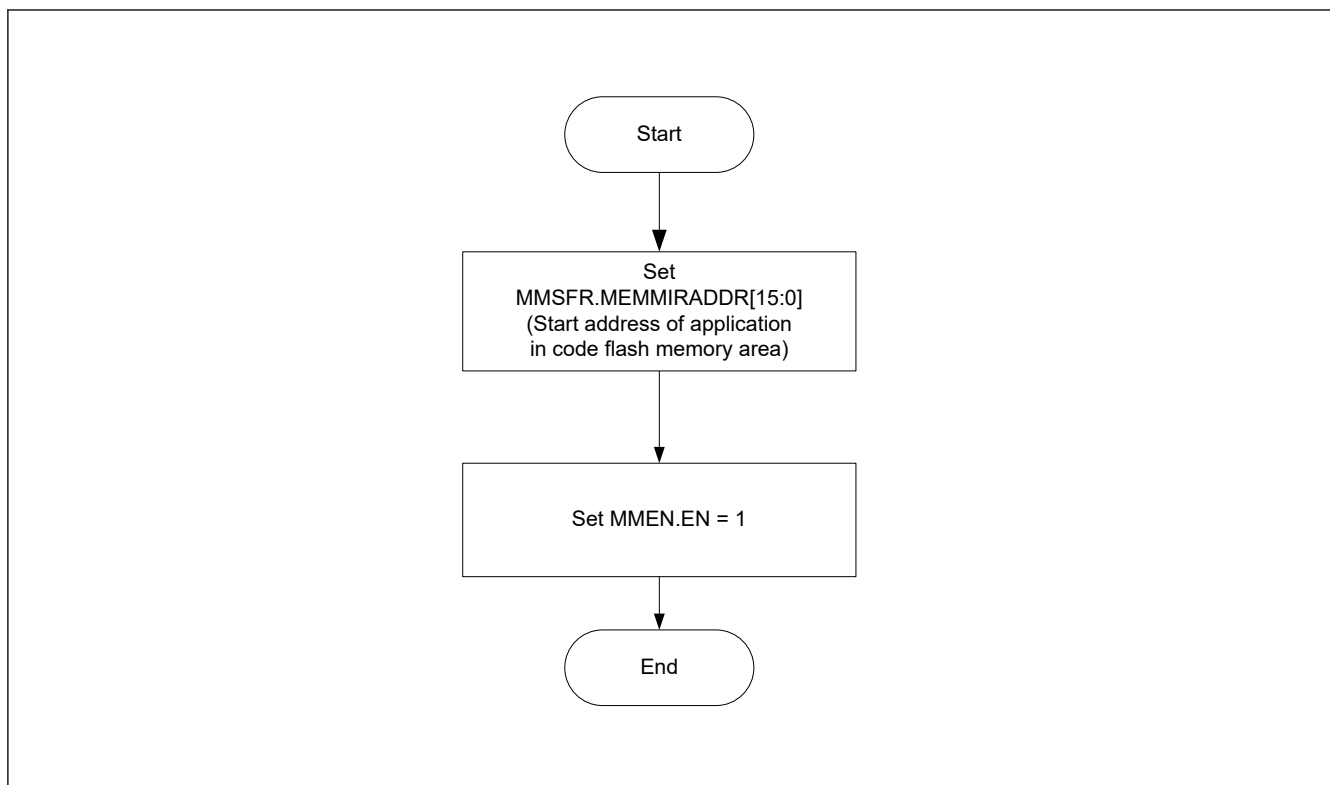 Start
Set
MMSFR.MEMMIRADDR[15:0]
(Start address of application
in code flash memory area)
Set MMEN.EN = 1
End